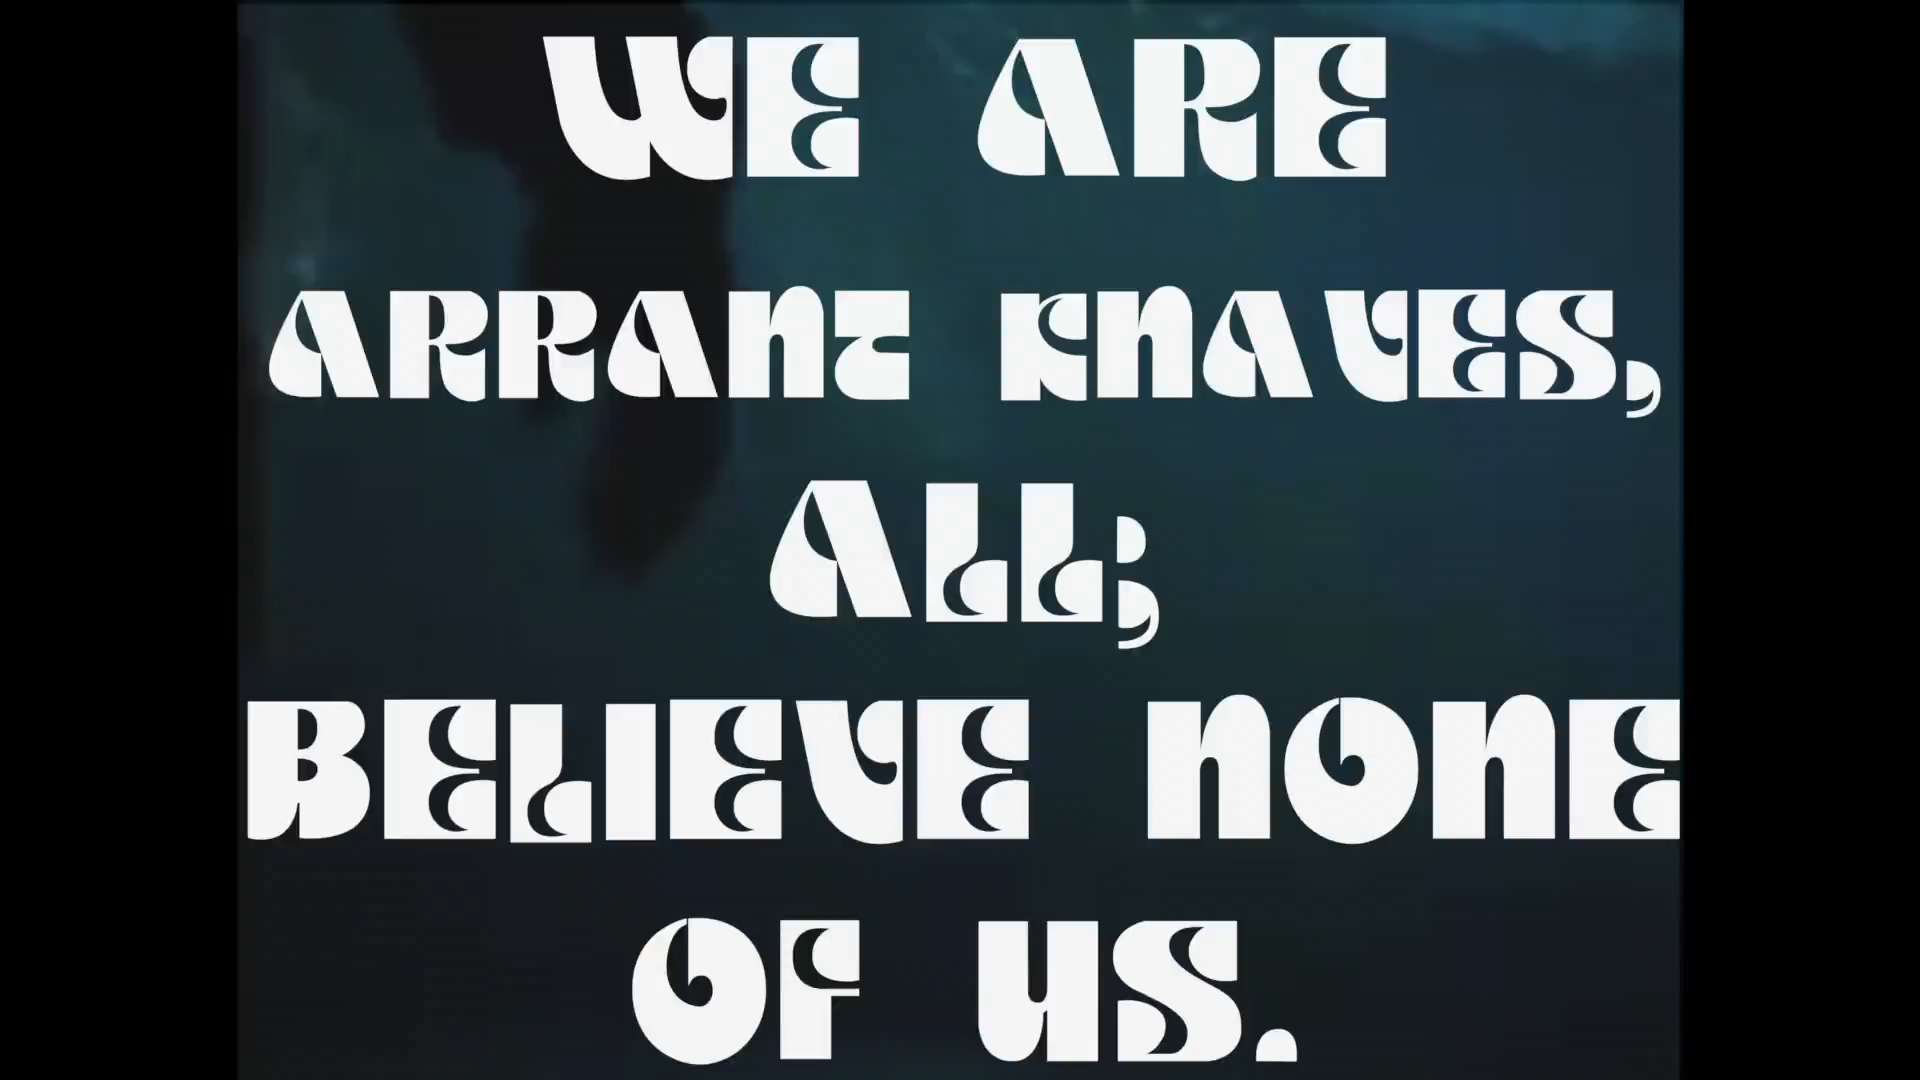 WE ARE
ARRANT KNAVES,
ALL;
BELIEVE NONE
OF US.